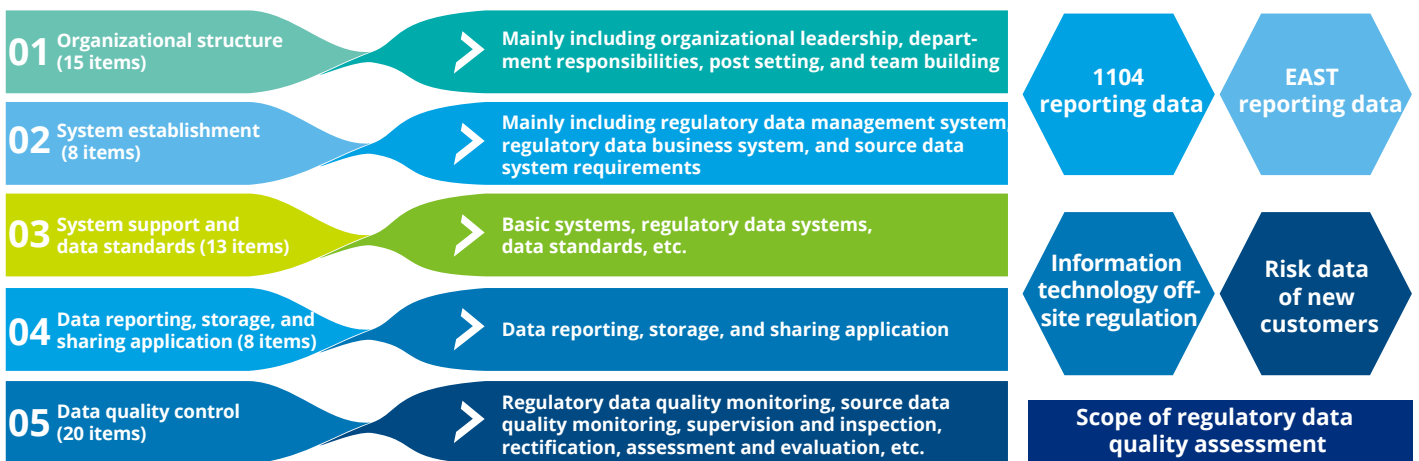 01 Organizational structure
(15 items)
Mainly including organizational leadership, depart-
ment responsibilities, post setting, and team building
02 System establishment
(8 items)
Mainly including regulatory data management system,
regulatory data business system, and source data
system requirements
03 System support and
data standards (13 items)
Basic systems, regulatory data systems,
data standards, etc.
04 Data reporting, storage, and
sharing application (8 items)
Data reporting, storage, and sharing application
05 Data quality control
(20 items)
Regulatory data quality monitoring, source data
quality monitoring, supervision and inspection,
rectification, assessment and evaluation, etc.
1104
reporting data
EAST
reporting data
Information
technology off-
site regulation
Risk data
of new
customers
Scope of regulatory data
quality assessment